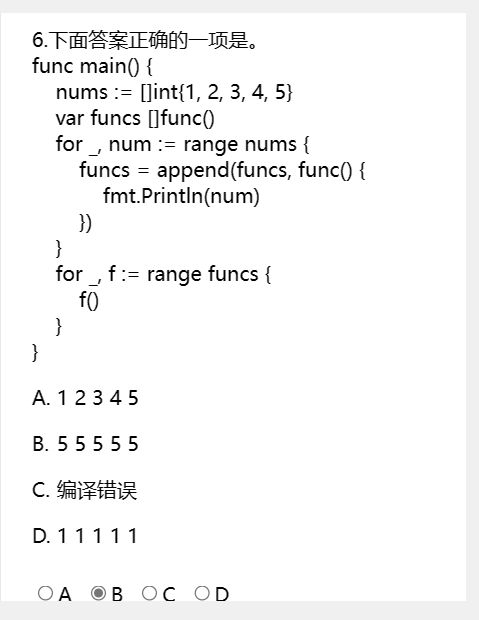 6.下面答案正确的一项是。
func main() {
    nums := []int{1, 2, 3, 4, 5}
    var funcs []func()
    for _, num := range nums {
        funcs = append(funcs, func() {
            fmt.Println(num)
        })
    }
    for _, f := range funcs {
        f()
    }
}
A. 1 2 3 4 5
B. 5 5 5 5 5
C. 编译错误
D. 1 1 1 1 1
A B C D